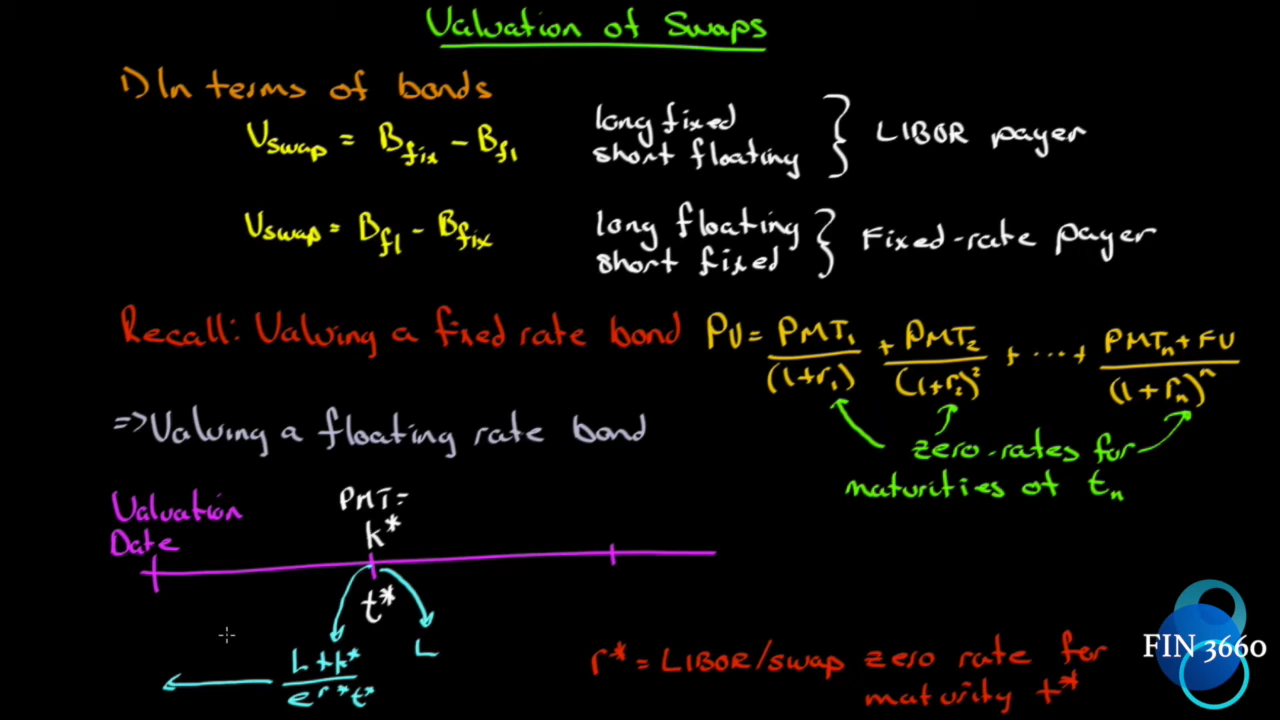 Valuation of Swaps
1) In terms of bonds
Vswap = Bfix - Bfl
long fixed
short floating } LIBOR payer
Vswap = Bfl - Bfix
long floating
short fixed } Fixed-rate payer
Recall: Valuing a fixed rate bond
PV = PMT₁/(1+r₁) + PMT₂/(1+r₂)² + ... + PMTn + FV/(1+rn)ⁿ
zero-rates for
maturities of tn
=> Valuing a floating rate bond
Valuation
Date
PMT=
k*
t*
L
L + k*
e^r*t*
r* = LIBOR/swap zero rate for
maturity t*
FIN 3660